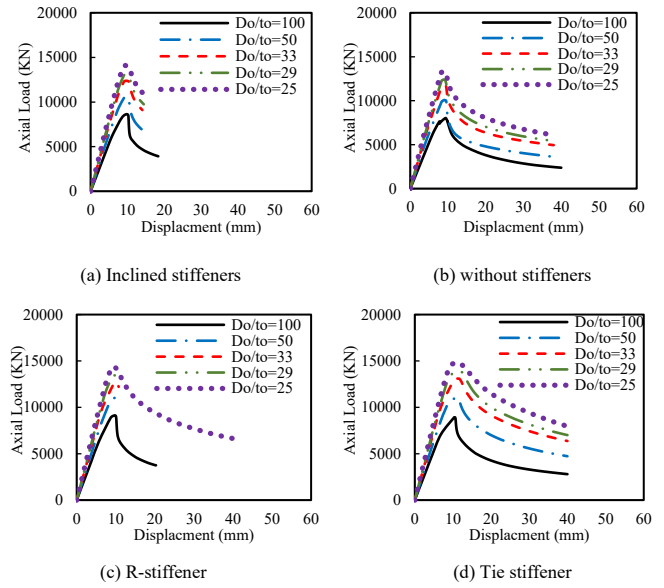 20000
15000
10000
5000
0
Axial Load (KN)
0 10 20 30 40 50 60
Displacment (mm)
Do/to=100
Do/to=50
Do/to=33
Do/to=29
Do/to=25
(a) Inclined stiffeners
20000
15000
10000
5000
0
Axial Load (KN)
0 10 20 30 40 50 60
Displacment (mm)
Do/to=100
Do/to=50
Do/to=33
Do/to=29
Do/to=25
(b) without stiffeners
20000
15000
10000
5000
0
Axial Load (KN)
0 10 20 30 40 50 60
Displacment (mm)
Do/to=100
Do/to=50
Do/to=33
Do/to=29
Do/to=25
(c) R-stiffener
20000
15000
10000
5000
0
Axial Load (KN)
0 10 20 30 40 50 60
Displacment (mm)
Do/to=100
Do/to=50
Do/to=33
Do/to=29
Do/to=25
(d) Tie stiffener